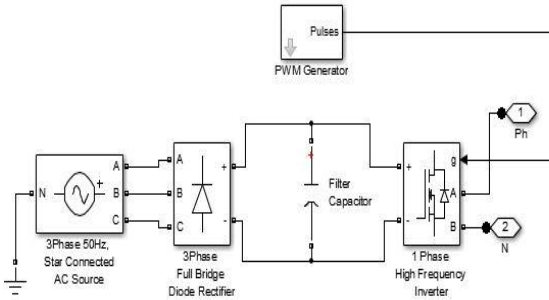 Pulses
PWM Generator
1
Ph
N
A
B
C
3Phase 50Hz,
Star Connected
AC Source
A
B
C
+
-
3Phase
Full Bridge
Diode Rectifier
+
Filter
Capacitor
+
-
g
A
B
1 Phase
High Frequency
Inverter
2
N